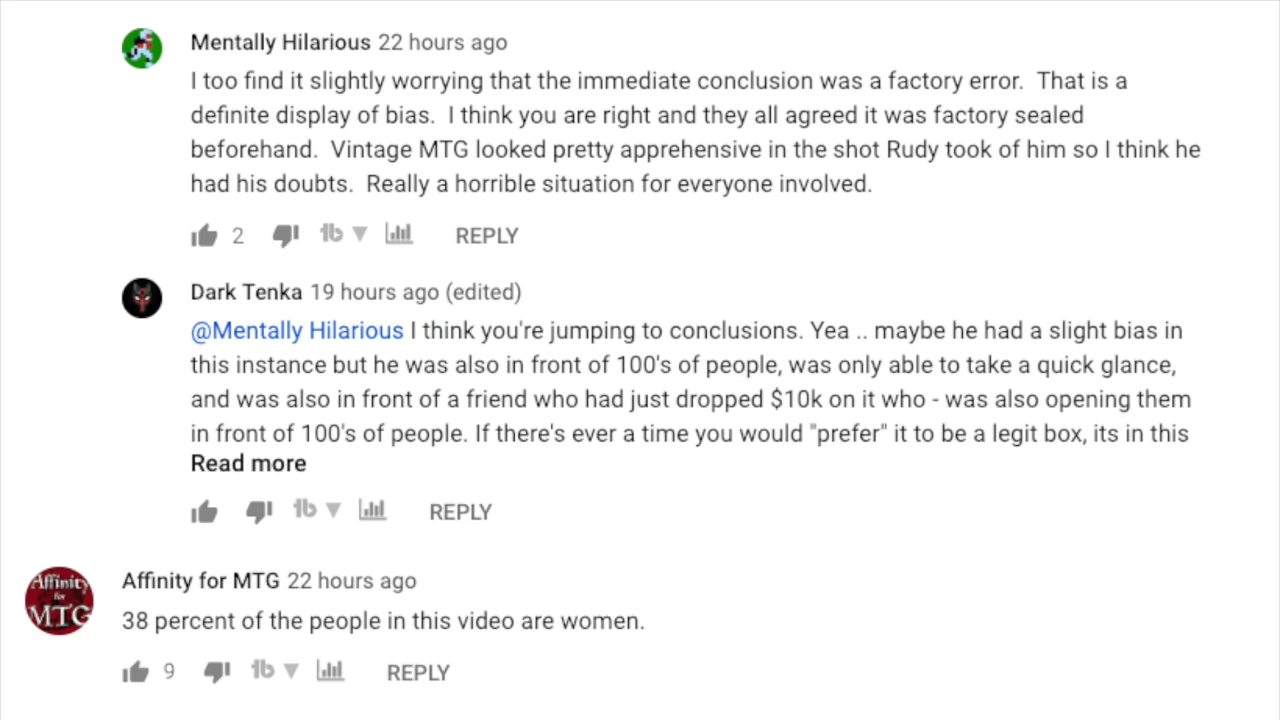 Mentally Hilarious 22 hours ago
I too find it slightly worrying that the immediate conclusion was a factory error.  That is a
definite display of bias.  I think you are right and they all agreed it was factory sealed
beforehand.  Vintage MTG looked pretty apprehensive in the shot Rudy took of him so I think he
had his doubts.  Really a horrible situation for everyone involved.
2 tb REPLY
Dark Tenka 19 hours ago (edited)
@Mentally Hilarious I think you're jumping to conclusions. Yea .. maybe he had a slight bias in
this instance but he was also in front of 100's of people, was only able to take a quick glance,
and was also in front of a friend who had just dropped $10k on it who - was also opening them
in front of 100's of people. If there's ever a time you would "prefer" it to be a legit box, its in this
Read more
tb REPLY
Affinity
for
MTG
Affinity for MTG 22 hours ago
38 percent of the people in this video are women.
9 tb REPLY